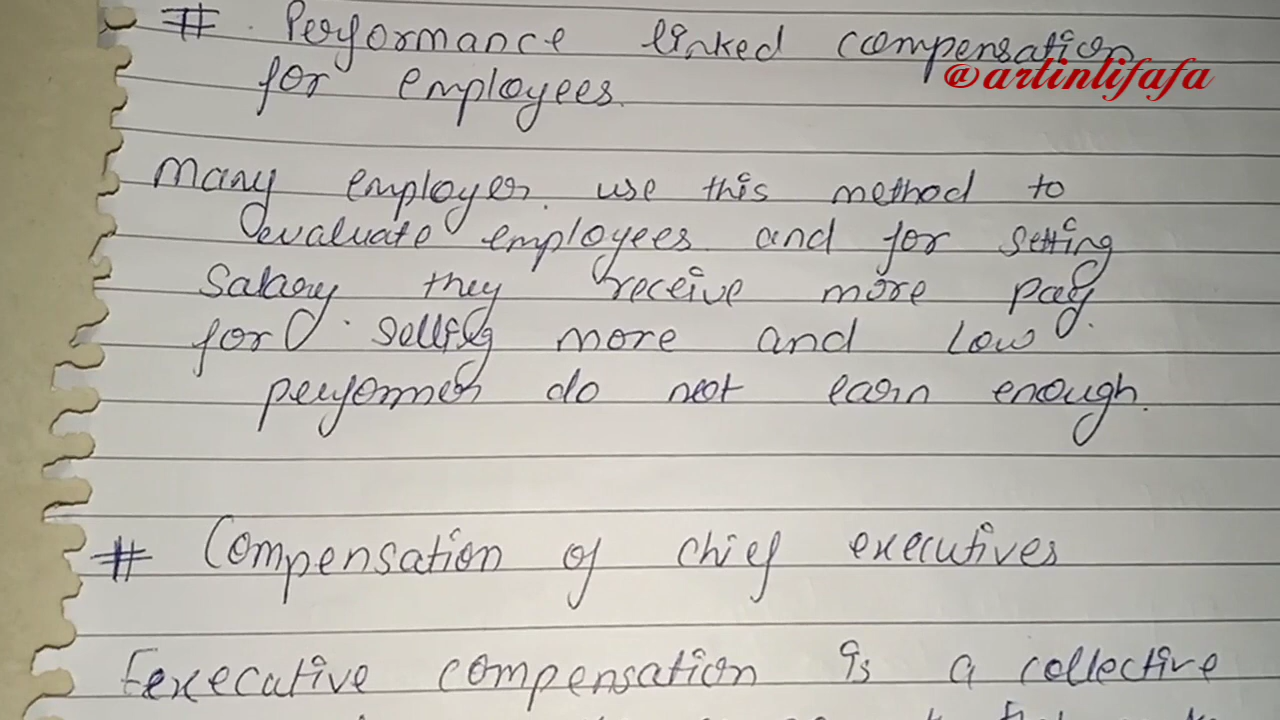 # Performance linked compensation
@artinlifafa
for employees.
Many employer use this method to
evaluate employees and for setting
Salary they receive more pay.
for selling more and low
performer do not earn enough.
# Compensation of chief executives
Executive compensation is a collective